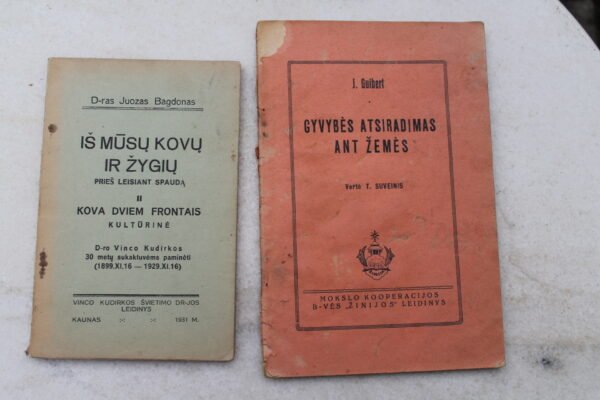 D-ras Juozas Bagdonas
IŠ MŪSŲ KOVŲ
IR ŽYGIŲ
PRIEŠ LEISIANT SPAUDĄ
II
KOVA DVIEM FRONTAIS
KULTŪRINĖ
D-ro Vinco Kudirkos
30 metų sukaktuvėms paminėti
(1899.XI.16 — 1929.XI.16)
VINCO KUDIRKOS ŠVIETIMO DR-JOS
LEIDINYS
KAUNAS 1931 M.
J. Guibert
GYVYBĖS ATSIRADIMAS
ANT ŽEMĖS
Vertė T. SUVEINIS
MOKSLO KOOPERACIJOS
B-VĖS „ŽINIJOS" LEIDINYS